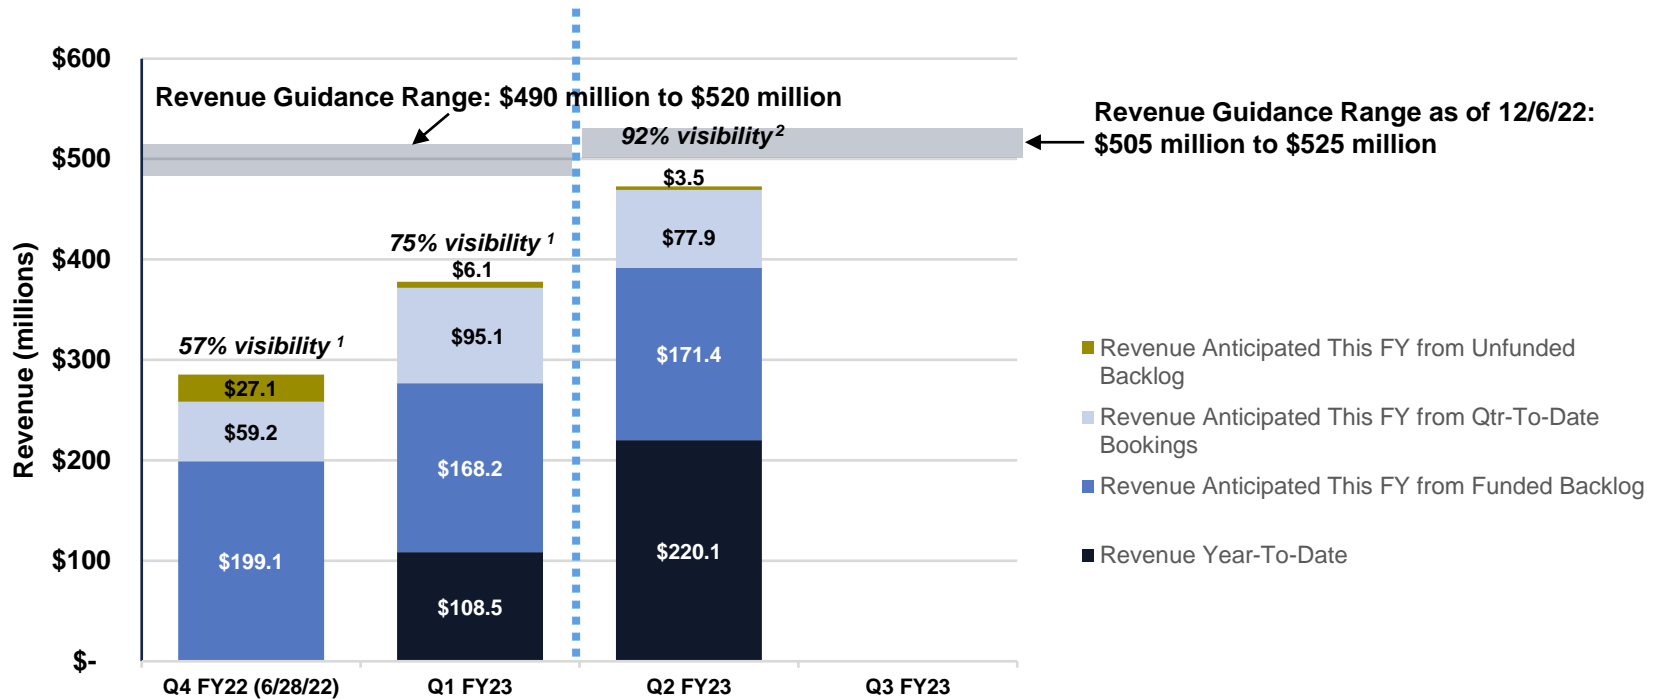 $600
$500
$400
$300
$200
$100
$-
Revenue (millions)
Revenue Guidance Range: $490 million to $520 million
Revenue Guidance Range as of 12/6/22:
$505 million to $525 million
57% visibility 1
$27.1
$59.2
$199.1
75% visibility 1
$6.1
$95.1
$168.2
$108.5
92% visibility 2
$3.5
$77.9
$171.4
$220.1
Q4 FY22 (6/28/22)
Q1 FY23
Q2 FY23
Q3 FY23
Revenue Anticipated This FY from Unfunded
Backlog
Revenue Anticipated This FY from Qtr-To-Date
Bookings
Revenue Anticipated This FY from Funded Backlog
Revenue Year-To-Date